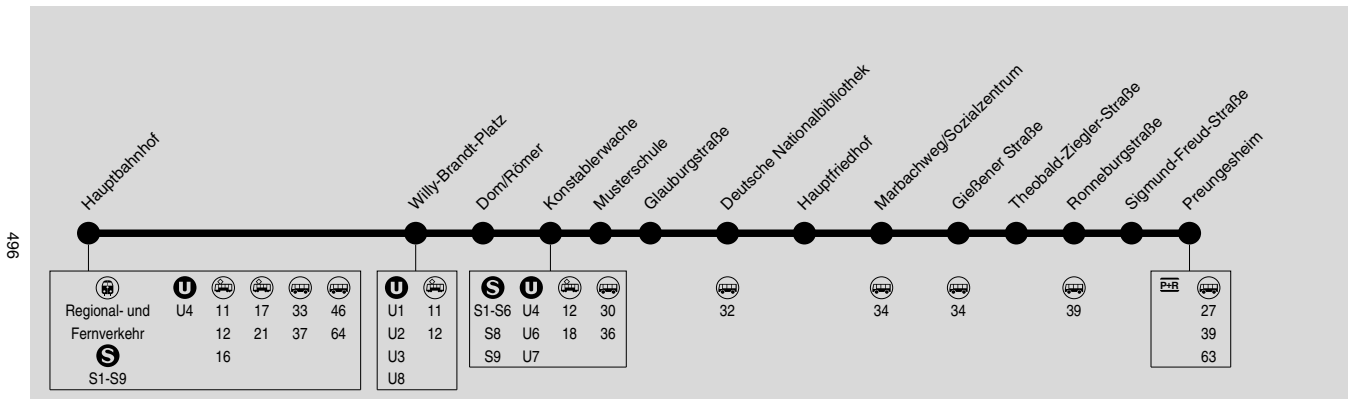 Hauptbahnhof
Willy-Brandt-Platz
Dom/Römer
Konstablerwache
Musterschule
Glauburgstraße
Deutsche Nationalbibliothek
Hauptfriedhof
Marbachweg/Sozialzentrum
Gießener Straße
Theobald-Ziegler-Straße
Ronneburgstraße
Sigmund-Freud-Straße
Preungesheim
496
U
U
S U
P+R
Regional- und U4 11 17 33 46
Fernverkehr 12 21 37 64
S 16
S1-S9
U1 11
U2 12
U3
U8
S1-S6 U4 12 30
S8 U6 18 36
S9 U7
32
34
34
39
27
39
63